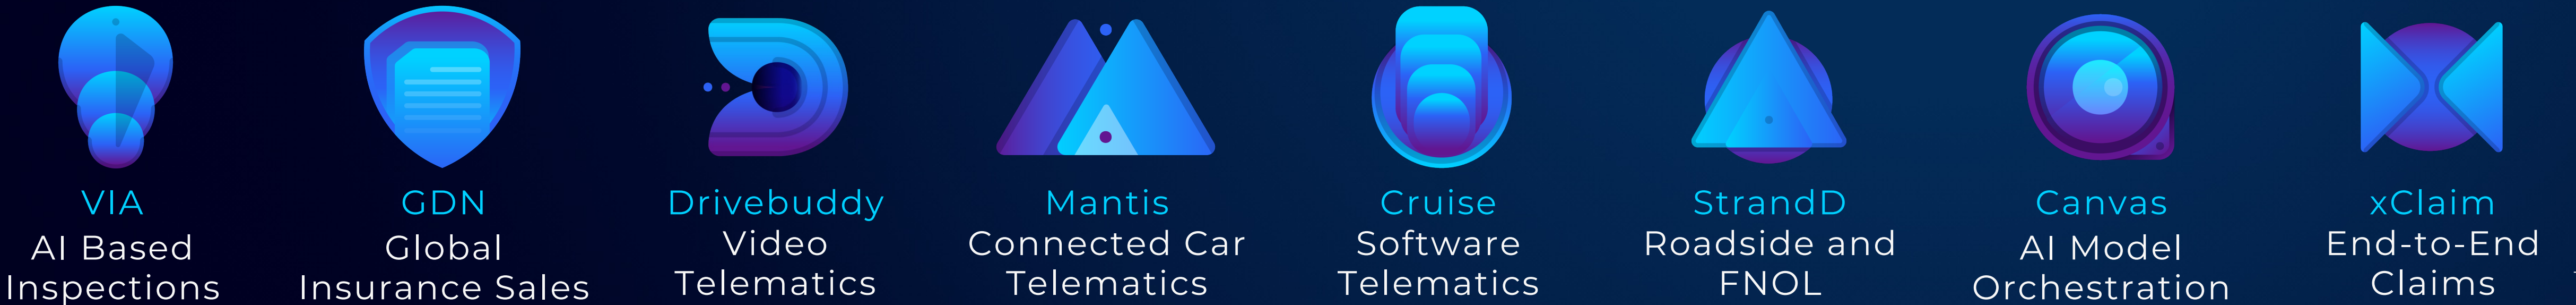 VIA
AI Based
Inspections
GDN
Global
Insurance Sales
Drivebuddy
Video
Telematics
Mantis
Connected Car
Telematics
Cruise
Software
Telematics
StrandD
Roadside and
FNOL
Canvas
AI Model
Orchestration
xClaim
End-to-End
Claims